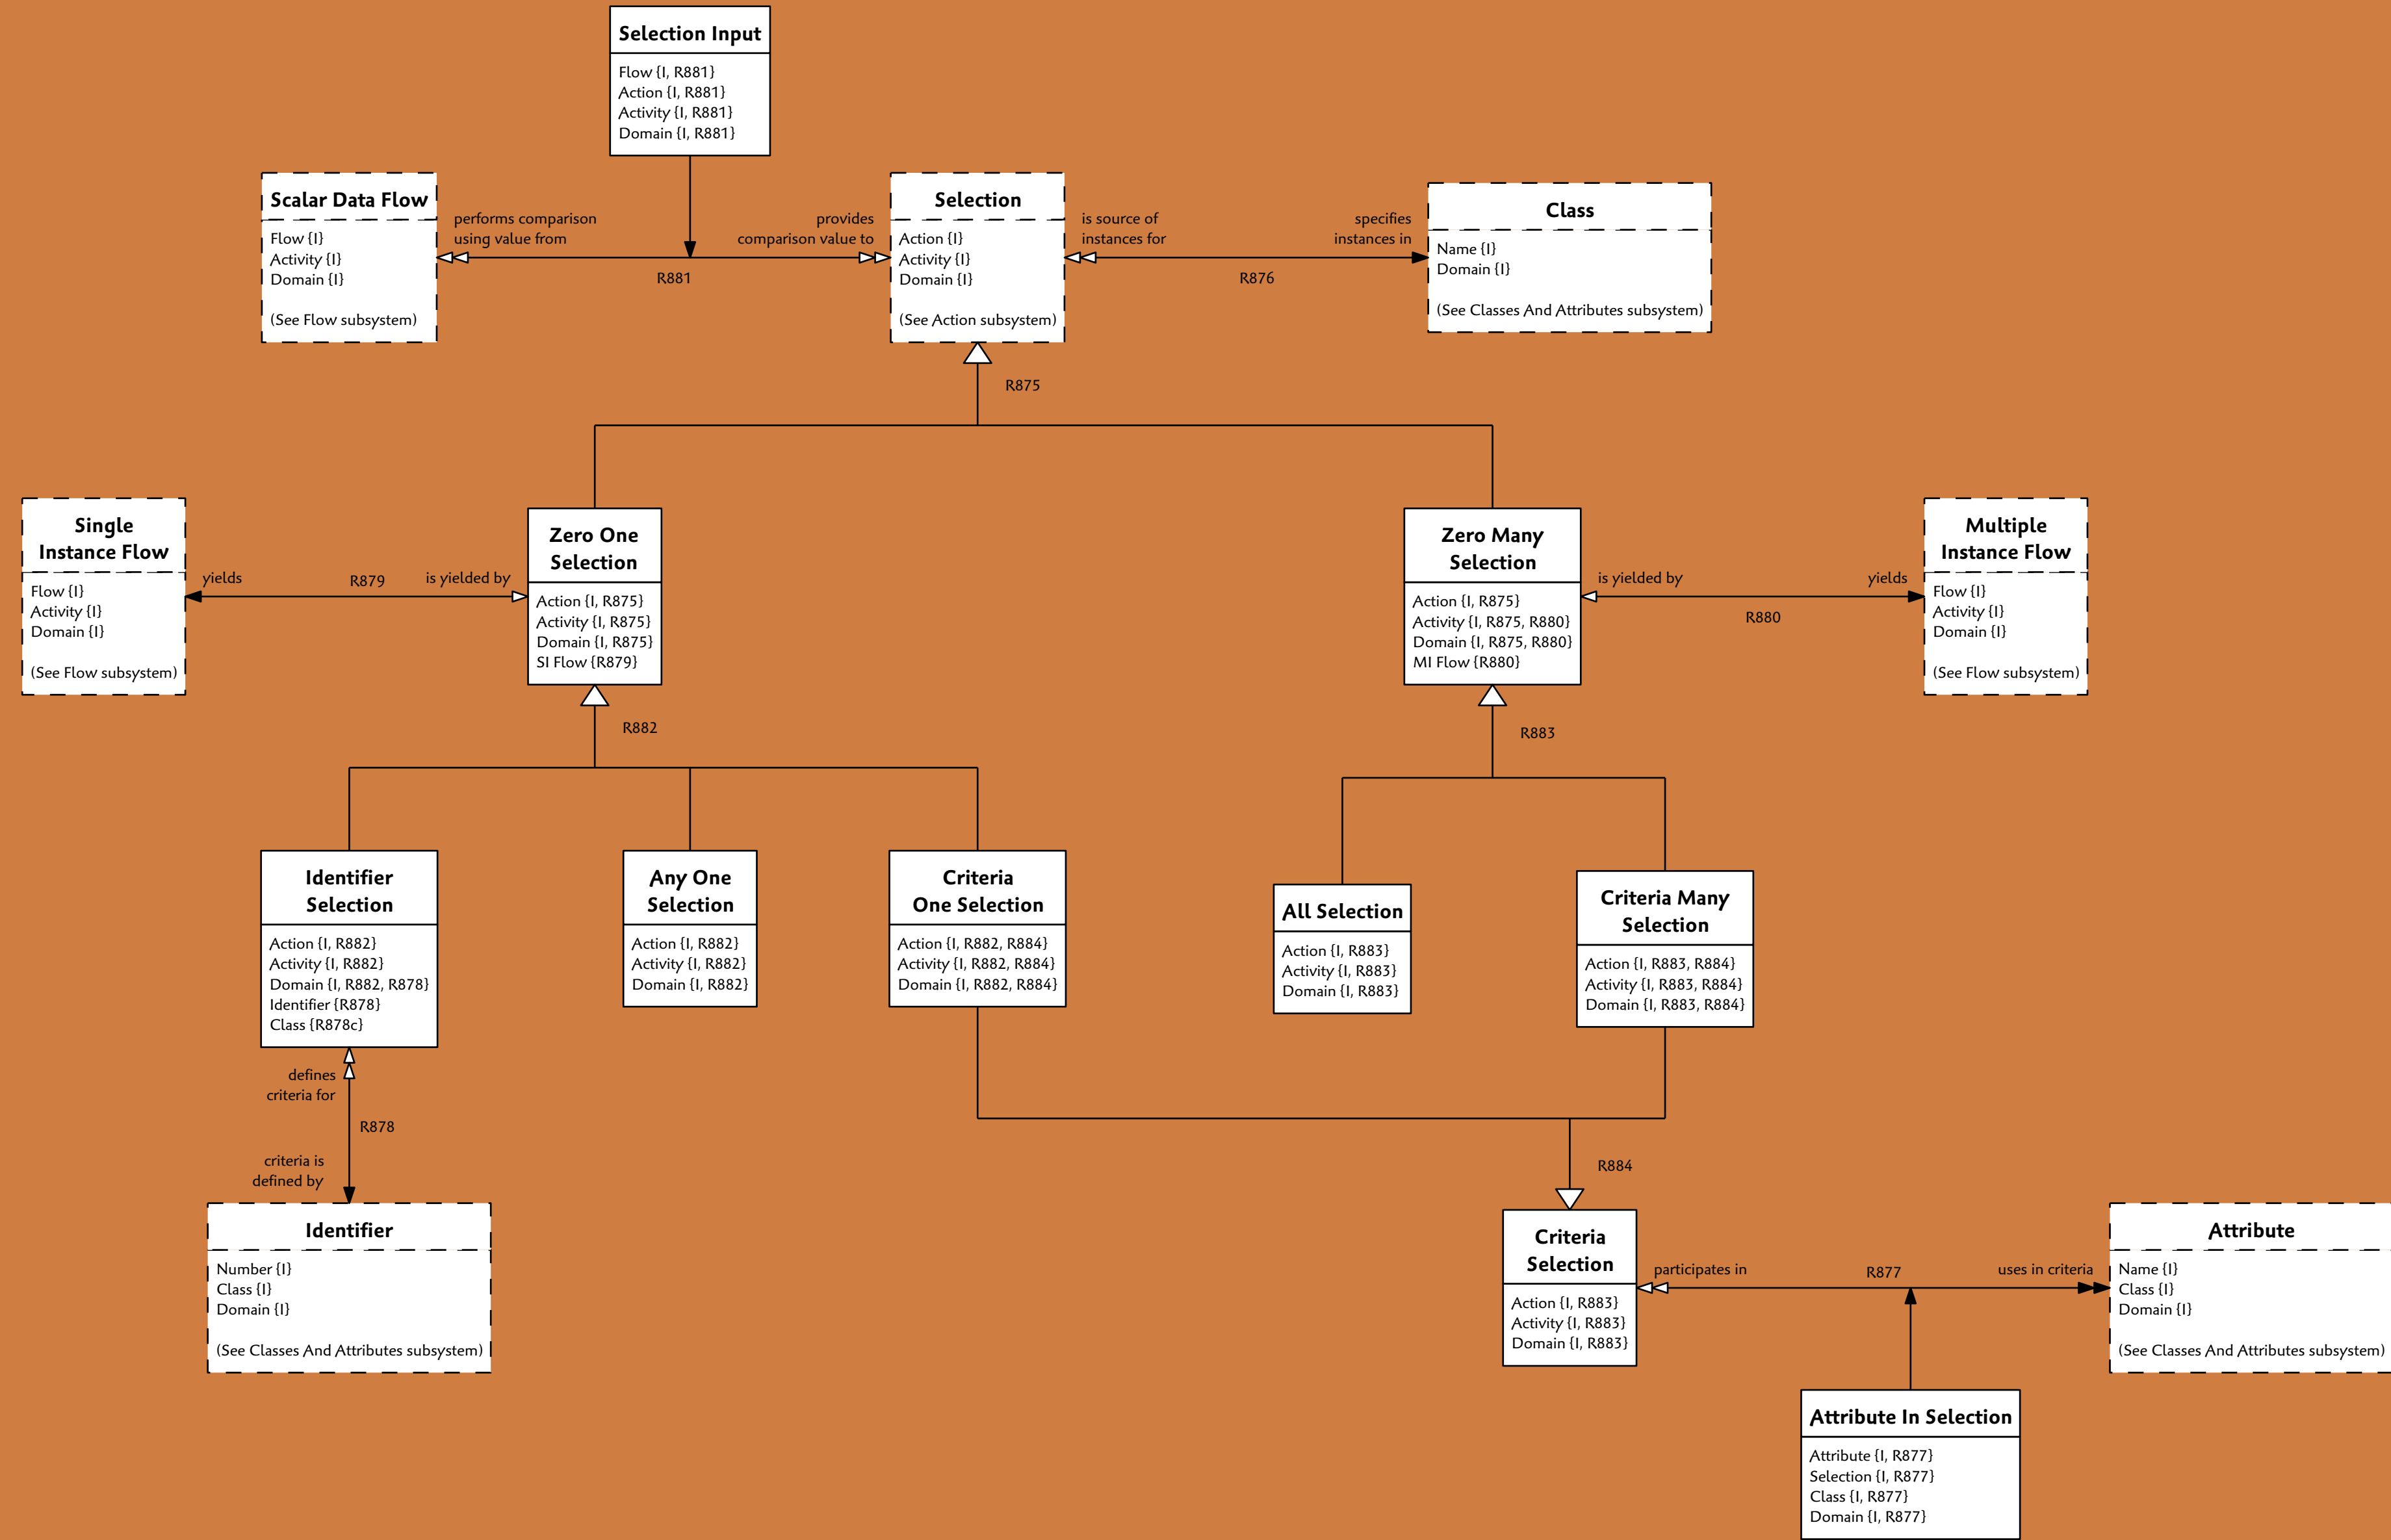 Selection Input
Flow {I, R881}
Action {I, R881}
Activity {I, R881}
Domain {I, R881}
Scalar Data Flow
Flow {I}
Activity {I}
Domain {I}
(See Flow subsystem)
performs comparison
using value from
provides
comparison value to
R881
Selection
Action {I}
Activity {I}
Domain {I}
(See Action subsystem)
is source of
instances for
specifies
instances in
R876
Class
Name {I}
Domain {I}
(See Classes And Attributes subsystem)
R875
Single
Instance Flow
Flow {I}
Activity {I}
Domain {I}
(See Flow subsystem)
yields
R879
is yielded by
Zero One
Selection
Action {I, R875}
Activity {I, R875}
Domain {I, R875}
SI Flow {R879}
Zero Many
Selection
Action {I, R875}
Activity {I, R875, R880}
Domain {I, R875, R880}
MI Flow {R880}
is yielded by
yields
R880
Multiple
Instance Flow
Flow {I}
Activity {I}
Domain {I}
(See Flow subsystem)
R882
R883
Identifier
Selection
Action {I, R882}
Activity {I, R882}
Domain {I, R882, R878}
Identifier {R878}
Class {R878c}
Any One
Selection
Action {I, R882}
Activity {I, R882}
Domain {I, R882}
Criteria
One Selection
Action {I, R882, R884}
Activity {I, R882, R884}
Domain {I, R882, R884}
All Selection
Action {I, R883}
Activity {I, R883}
Domain {I, R883}
Criteria Many
Selection
Action {I, R883, R884}
Activity {I, R883, R884}
Domain {I, R883, R884}
defines
criteria for
R878
criteria is
defined by
R884
Identifier
Number {I}
Class {I}
Domain {I}
(See Classes And Attributes subsystem)
Criteria
Selection
Action {I, R883}
Activity {I, R883}
Domain {I, R883}
participates in
R877
uses in criteria
Attribute
Name {I}
Class {I}
Domain {I}
(See Classes And Attributes subsystem)
Attribute In Selection
Attribute {I, R877}
Selection {I, R877}
Class {I, R877}
Domain {I, R877}